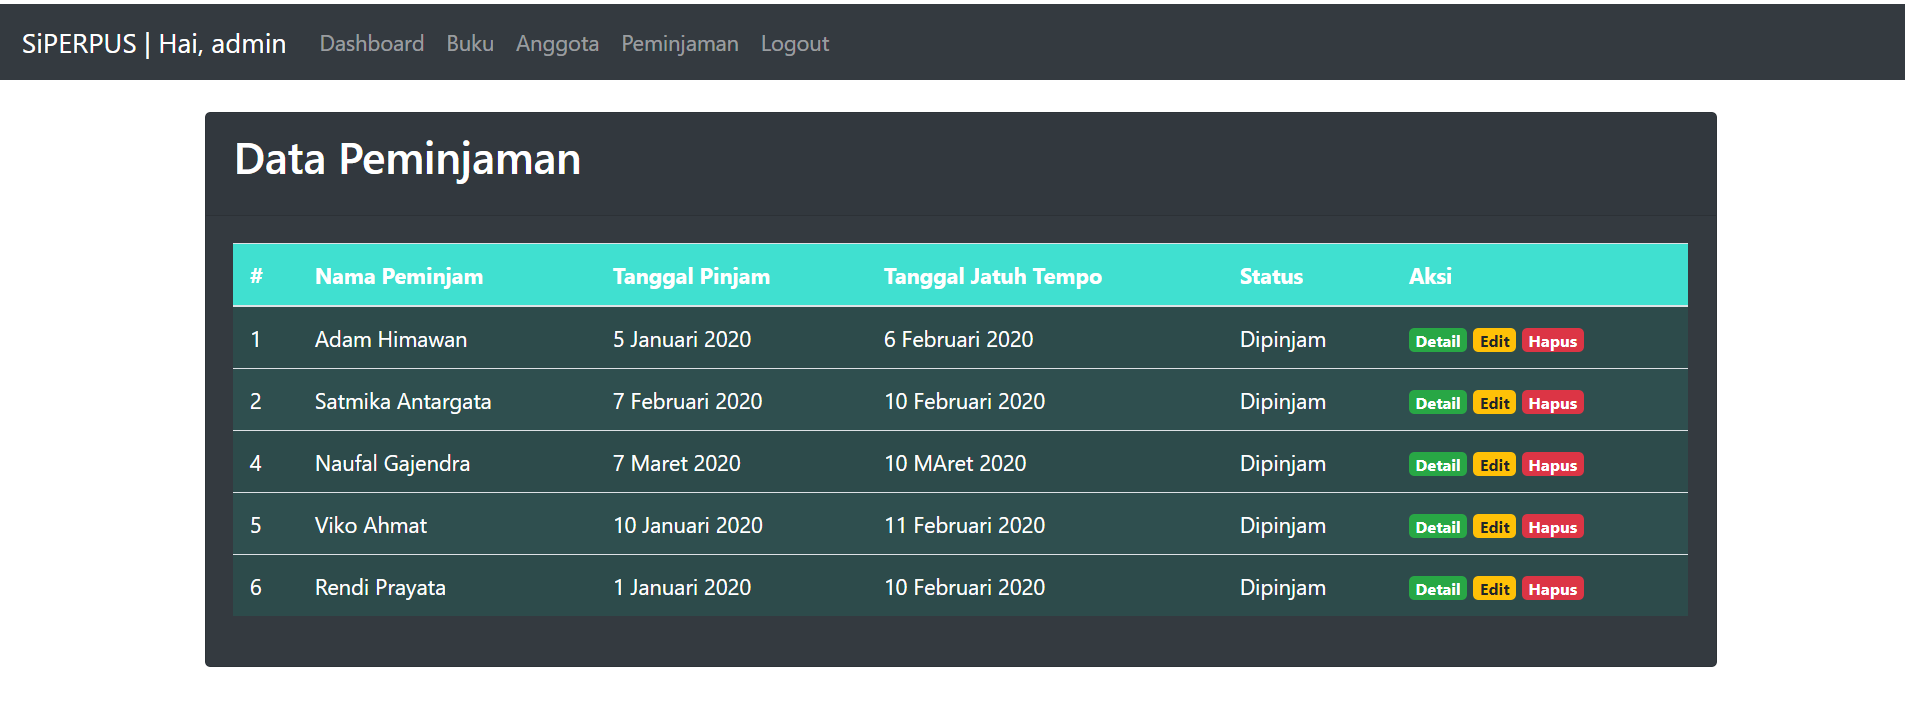 SiPERPUS | Hai, admin Dashboard Buku Anggota Peminjaman Logout
Data Peminjaman
# Nama Peminjam Tanggal Pinjam Tanggal Jatuh Tempo Status Aksi
1 Adam Himawan 5 Januari 2020 6 Februari 2020 Dipinjam Detail Edit Hapus
2 Satmika Antargata 7 Februari 2020 10 Februari 2020 Dipinjam Detail Edit Hapus
4 Naufal Gajendra 7 Maret 2020 10 MAret 2020 Dipinjam Detail Edit Hapus
5 Viko Ahmat 10 Januari 2020 11 Februari 2020 Dipinjam Detail Edit Hapus
6 Rendi Prayata 1 Januari 2020 10 Februari 2020 Dipinjam Detail Edit Hapus